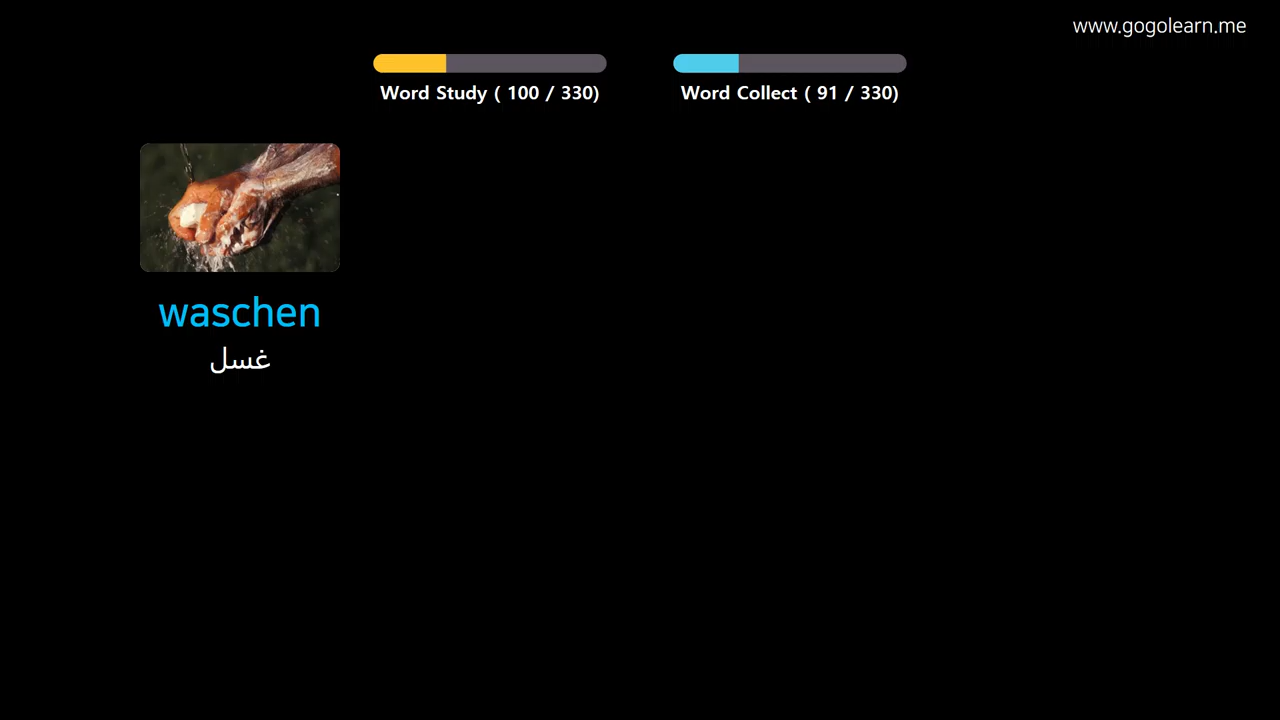 www.gogolearn.me
Word Study ( 100 / 330)
Word Collect ( 91 / 330)
waschen
غسل